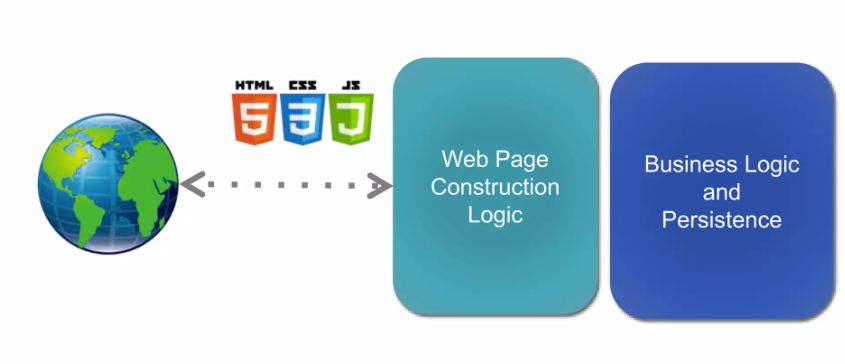 HTML CSS JS
5 3 J
Web Page
Construction
Logic
Business Logic
and
Persistence